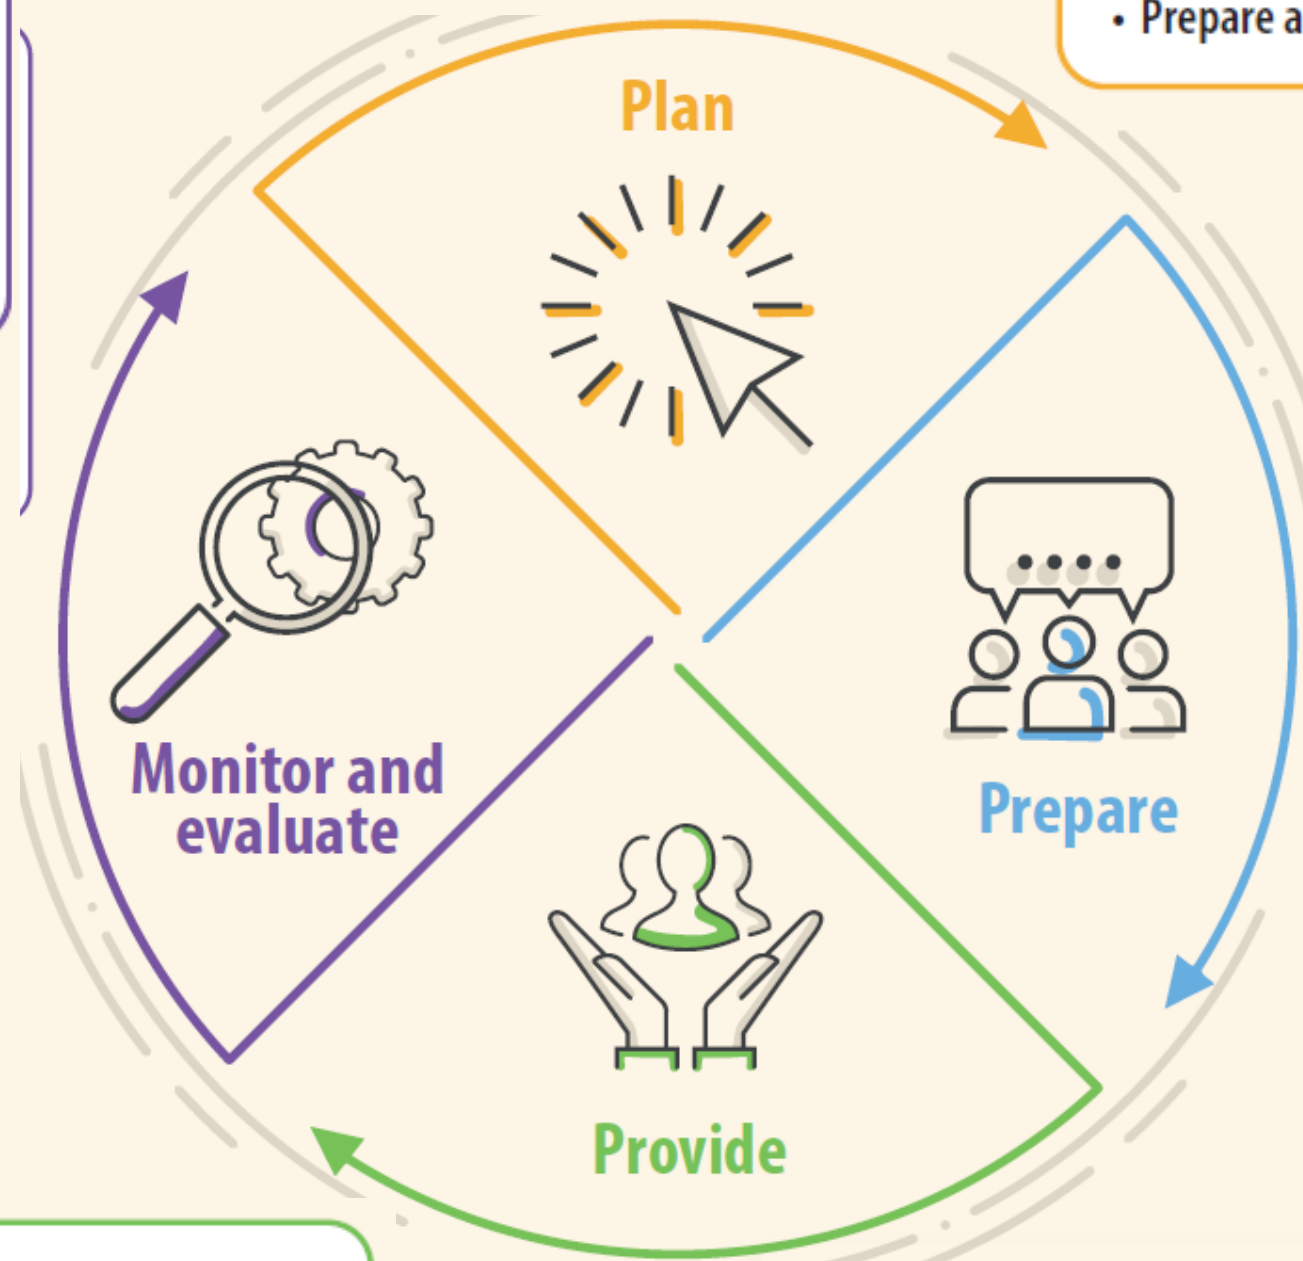 • Prepare a
Plan
Prepare
Provide
Monitor and
evaluate